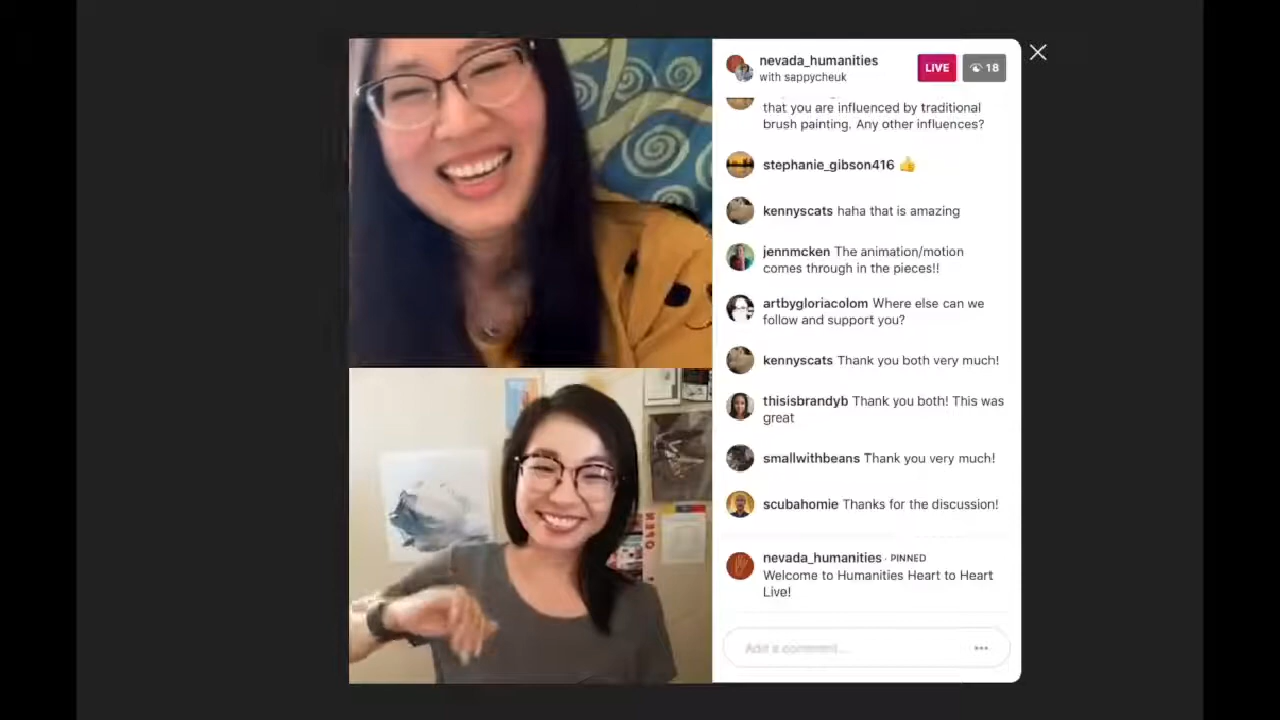 nevada_humanities
with sappycheuk
LIVE
18
that you are influenced by traditional
brush painting. Any other influences?
stephanie_gibson416 👍
kennyscats haha that is amazing
jennmcken The animation/motion
comes through in the pieces!!
artbygloriacolom Where else can we
follow and support you?
kennyscats Thank you both very much!
thisisbrandyb Thank you both! This was
great
smallwithbeans Thank you very much!
scubahomie Thanks for the discussion!
nevada_humanities · PINNED
Welcome to Humanities Heart to Heart
Live!
Add a comment...